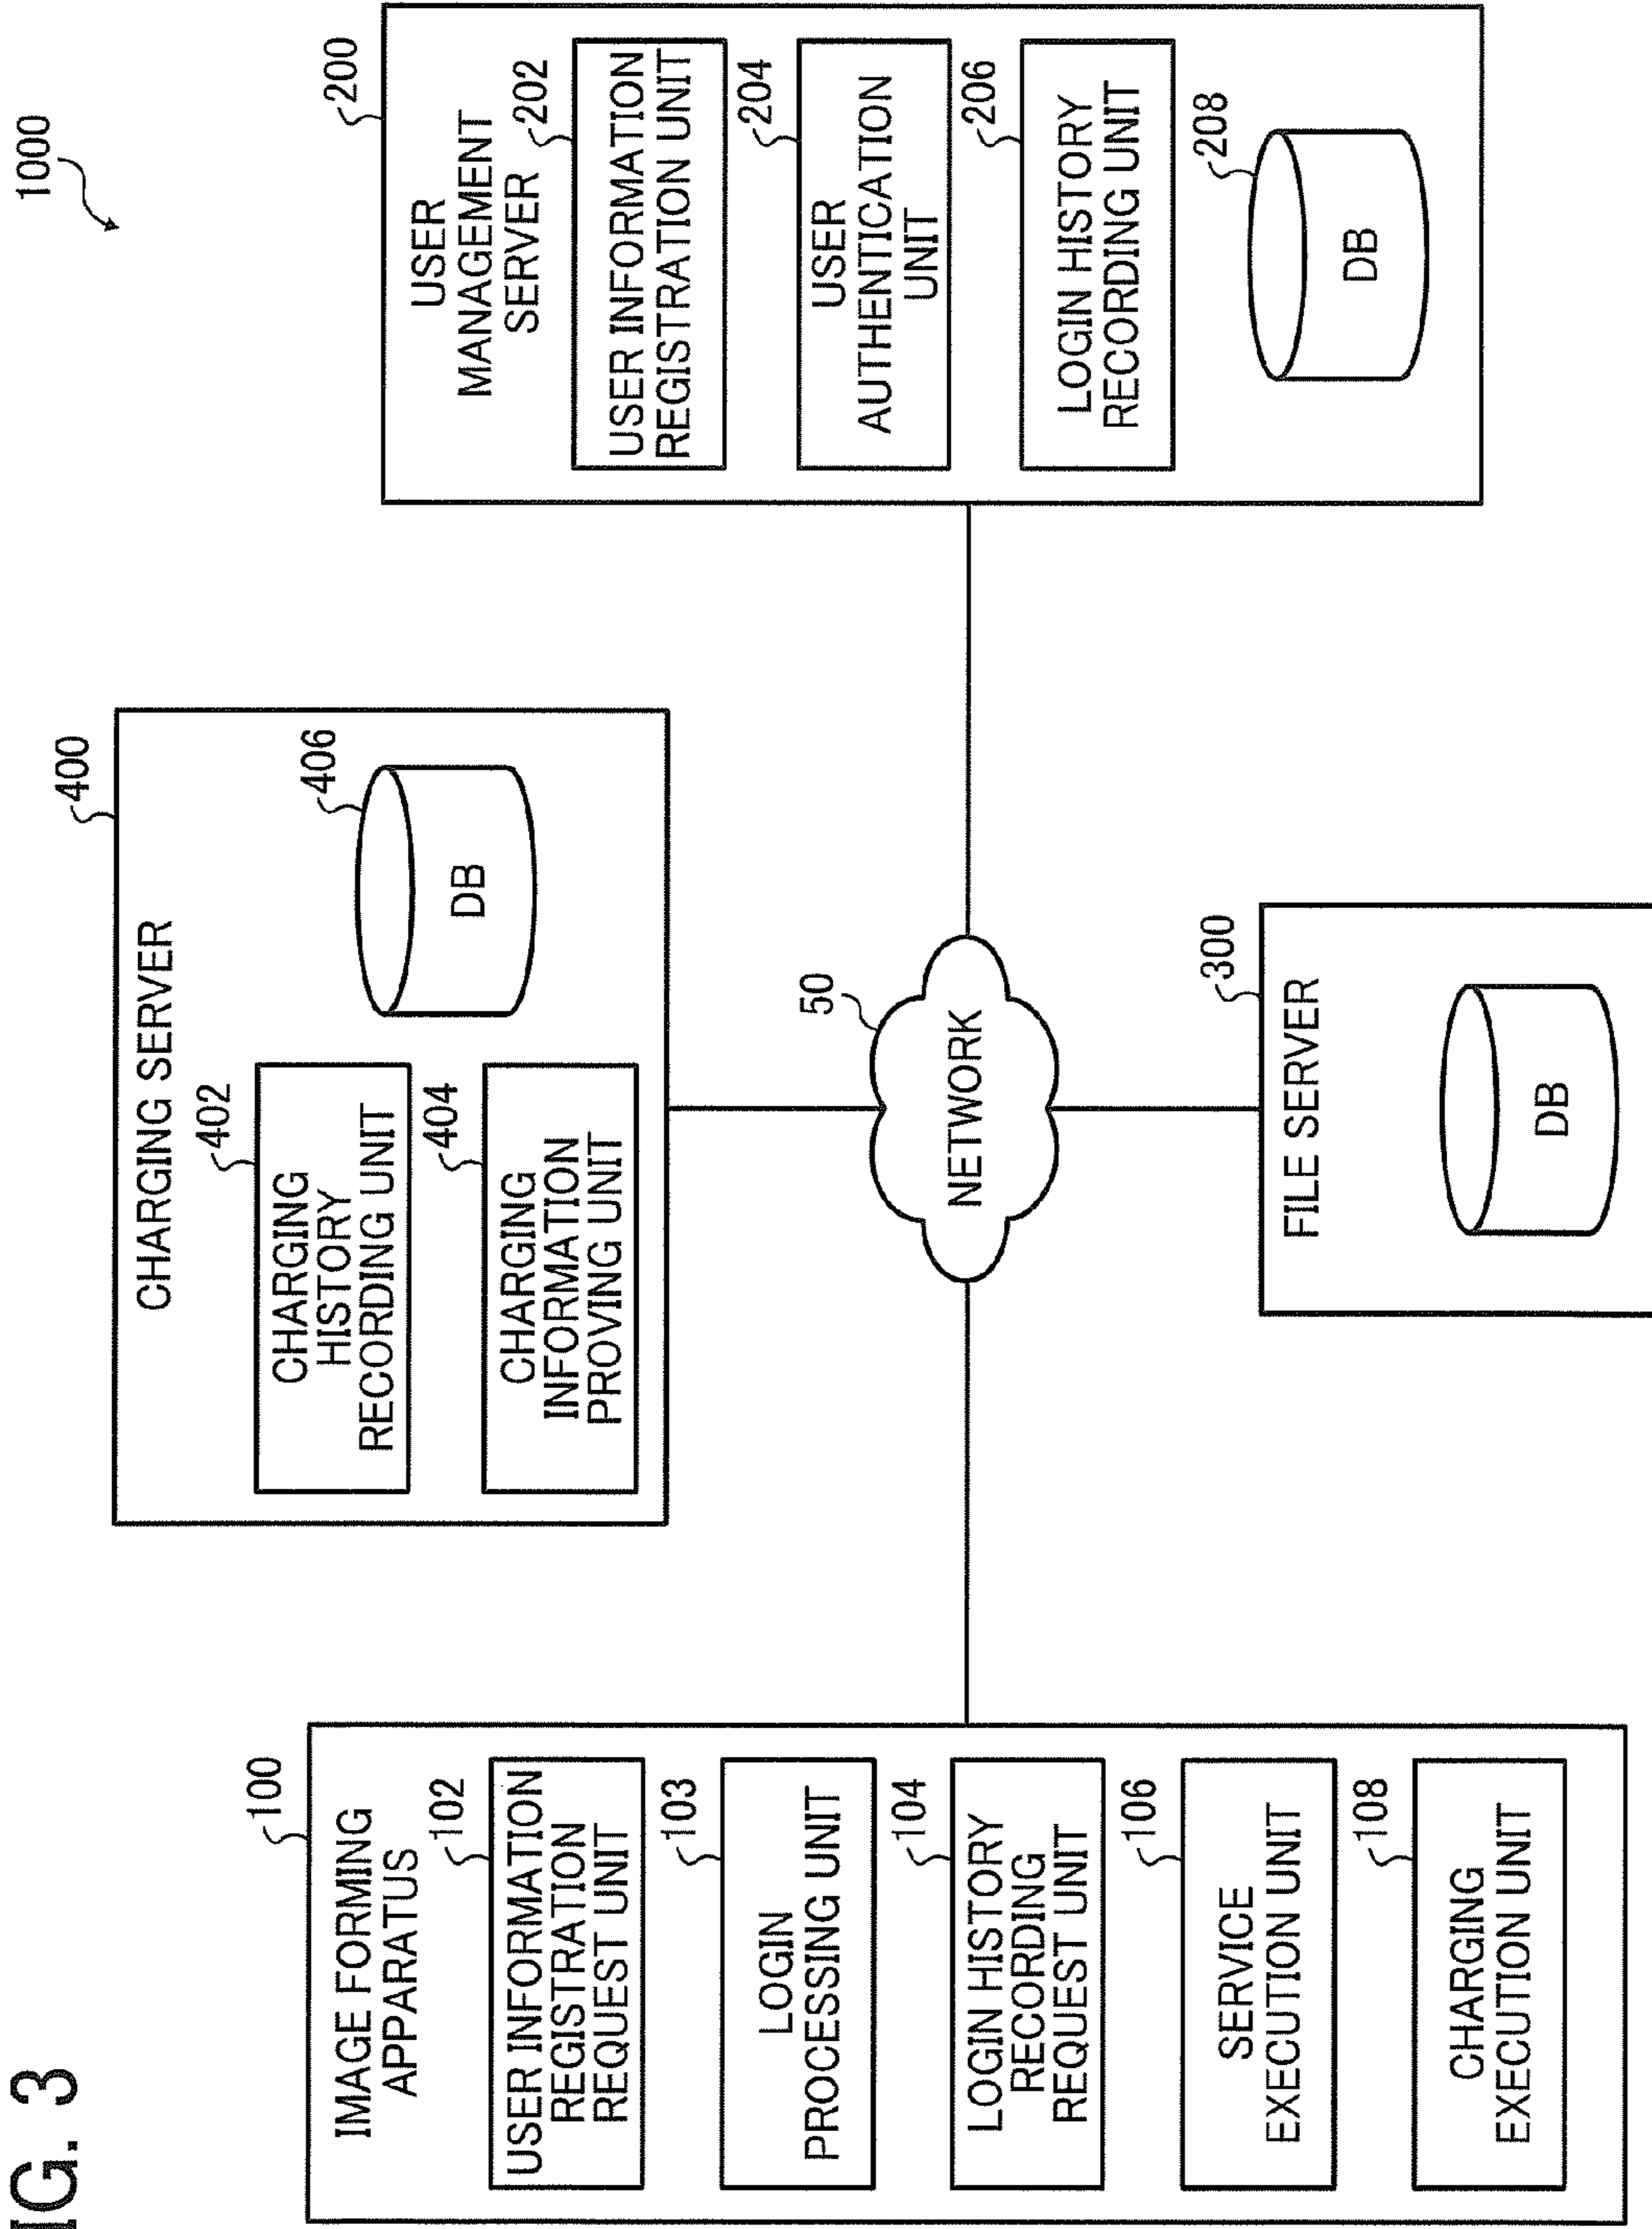 IG. 3
1000
100
IMAGE FORMING
APPARATUS
102
USER INFORMATION
REGISTRATION
REQUEST UNIT
103
LOGIN
PROCESSING UNIT
104
LOGIN HISTORY
RECORDING
REQUEST UNIT
106
SERVICE
EXECUTION UNIT
108
CHARGING
EXECUTION UNIT
400
CHARGING SERVER
402
CHARGING
HISTORY
RECORDING UNIT
404
CHARGING
INFORMATION
PROVING UNIT
406
DB
50
NETWORK
300
FILE SERVER
DB
200
USER
MANAGEMENT
SERVER
202
USER INFORMATION
REGISTRATION UNIT
204
USER
AUTHENTICATION
UNIT
206
LOGIN HISTORY
RECORDING UNIT
208
DB